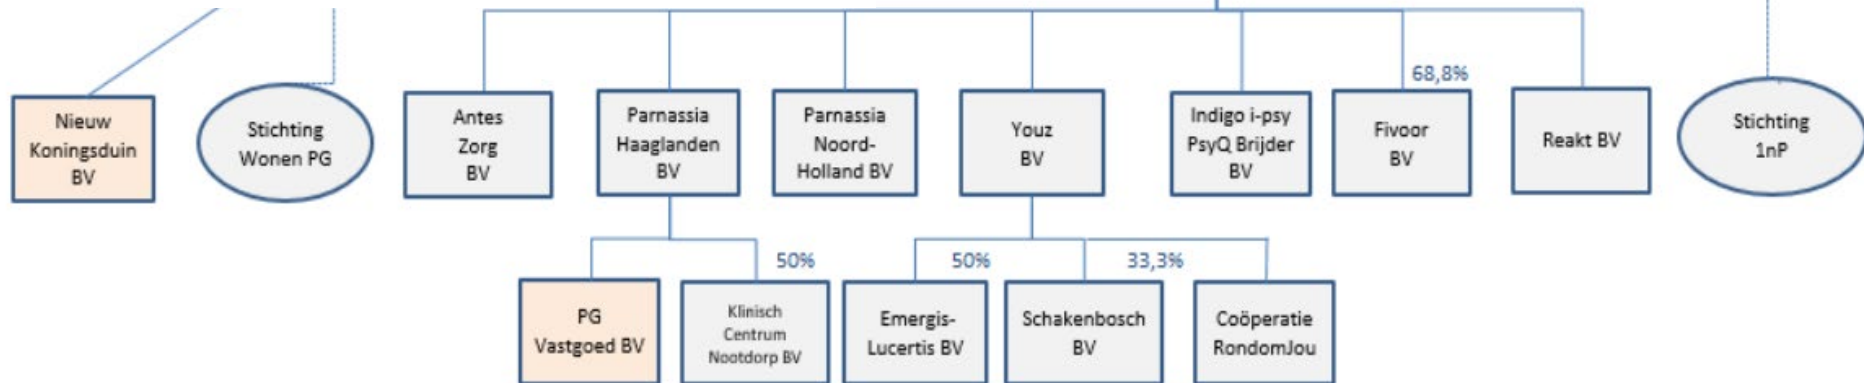 68,8%
Nieuw
Koningsduin
BV
Stichting
Wonen PG
Antes
Zorg
BV
Parnassia
Haaglanden
BV
Parnassia
Noord-
Holland BV
Youz
BV
Indigo i-psy
PsyQ Brijder
BV
Fivoor
BV
Reakt BV
Stichting
1nP
50%
50%
33,3%
PG
Vastgoed BV
Klinisch
Centrum
Nootdorp BV
Emergis-
Lucertis BV
Schakenbosch
BV
Coöperatie
RondomJou